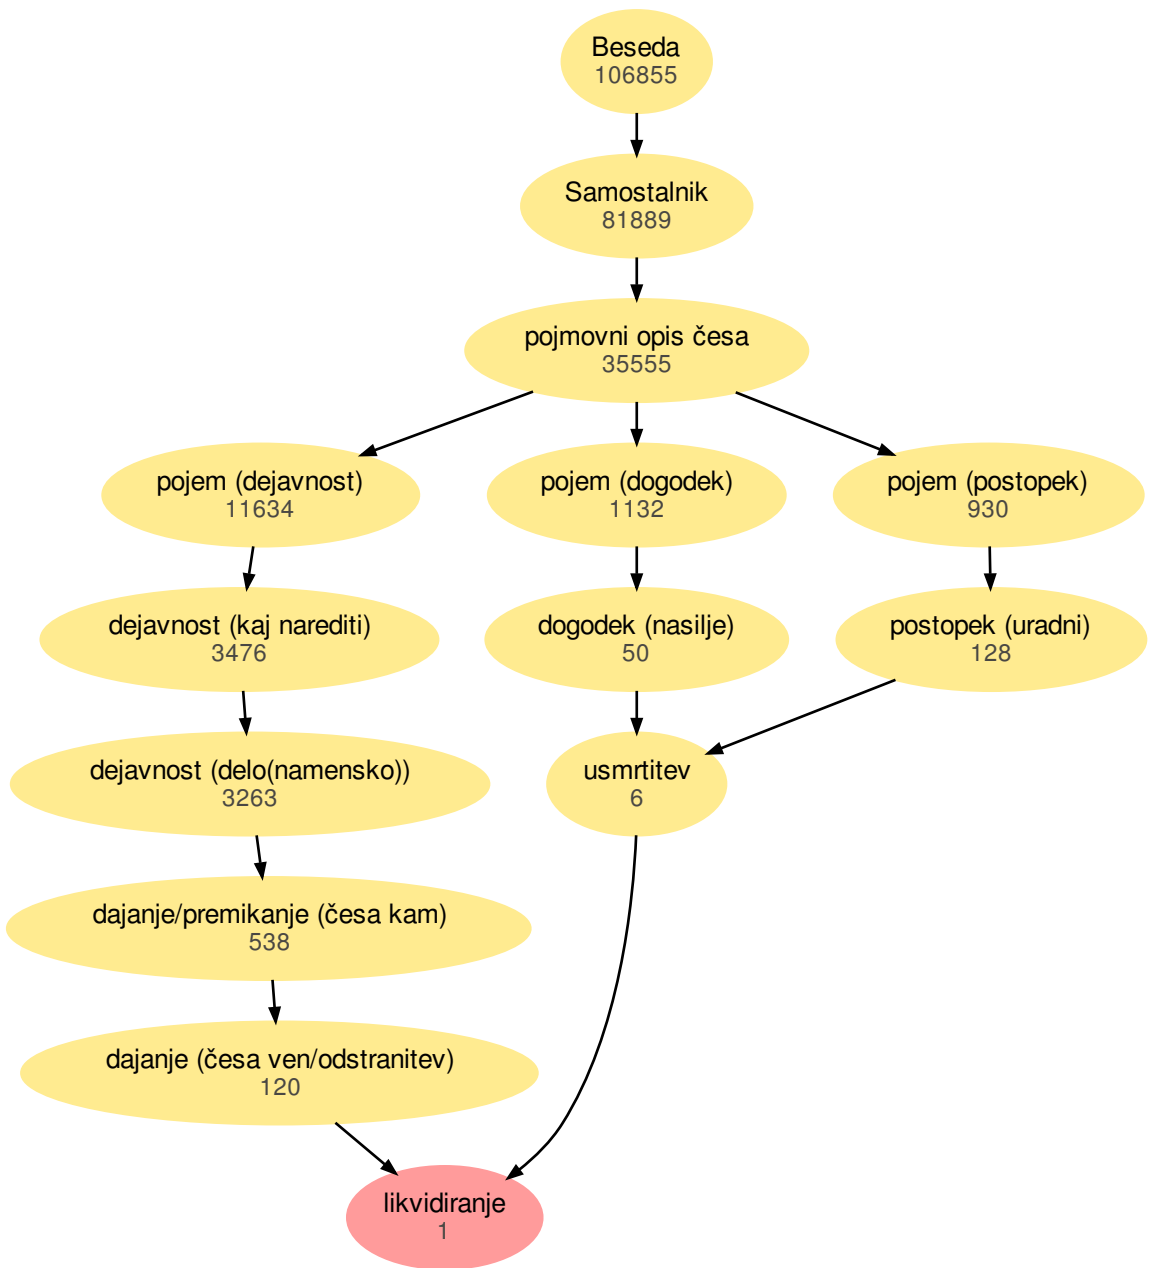 Beseda
106855
Samostalnik
81889
pojmovni opis česa
35555
pojem (dejavnost)
11634
pojem (dogodek)
1132
pojem (postopek)
930
dejavnost (kaj narediti)
3476
dogodek (nasilje)
50
postopek (uradni)
128
dejavnost (delo(namensko))
3263
usmrtitev
6
dajanje/premikanje (česa kam)
538
dajanje (česa ven/odstranitev)
120
likvidiranje
1